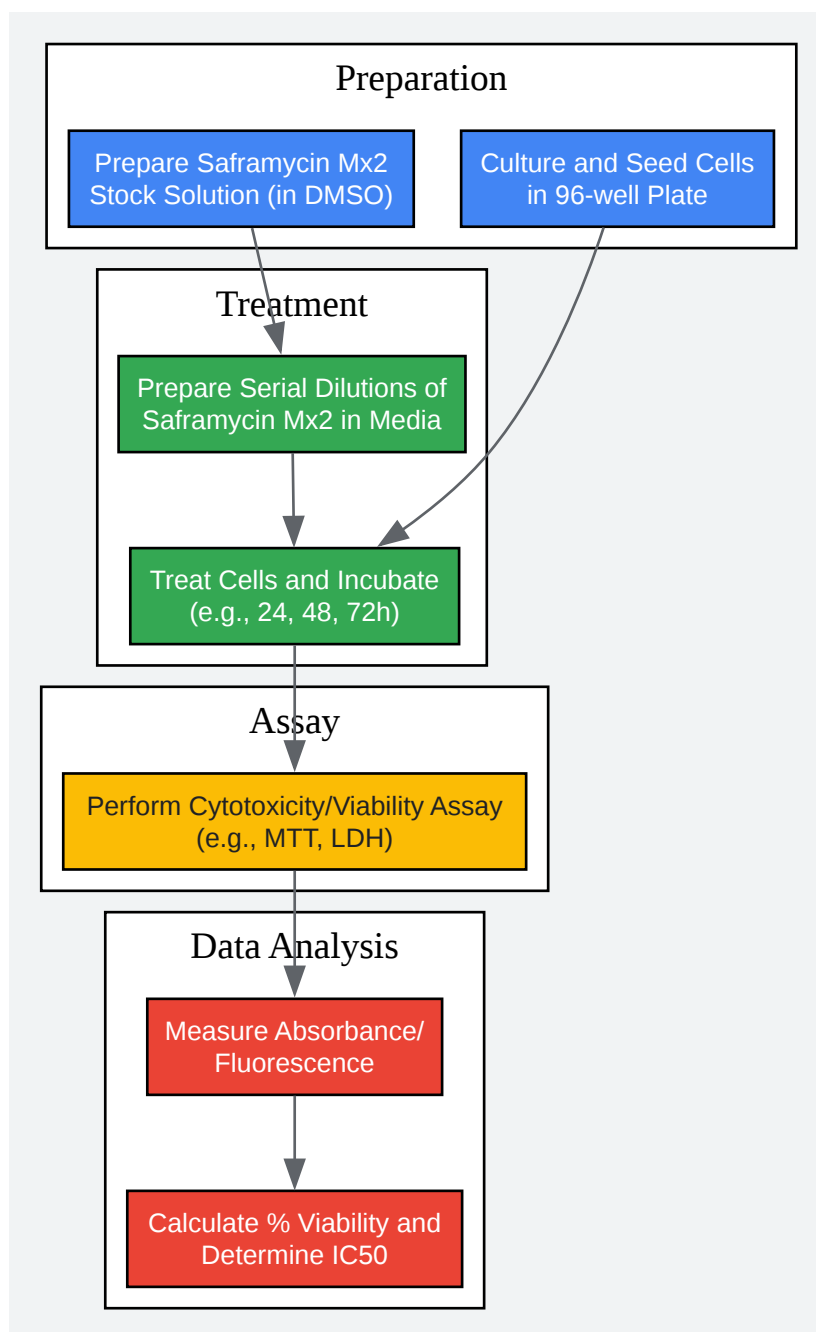 Preparation
Prepare Saframycin Mx2
Stock Solution (in DMSO)
Culture and Seed Cells
in 96-well Plate
Treatment
Prepare Serial Dilutions of
Saframycin Mx2 in Media
Treat Cells and Incubate
(e.g., 24, 48, 72h)
Assay
Perform Cytotoxicity/Viability Assay
(e.g., MTT, LDH)
Data Analysis
Measure Absorbance/
Fluorescence
Calculate % Viability and
Determine IC50